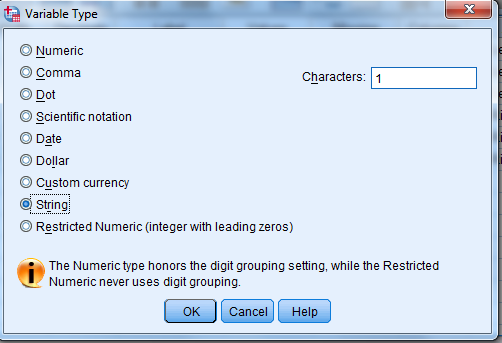 Variable Type
x
Numeric
Comma
Characters: 1
Dot
Scientific notation
Date
Dollar
Custom currency
String
Restricted Numeric (integer with leading zeros)
The Numeric type honors the digit grouping setting, while the Restricted
Numeric never uses digit grouping.
OK Cancel Help